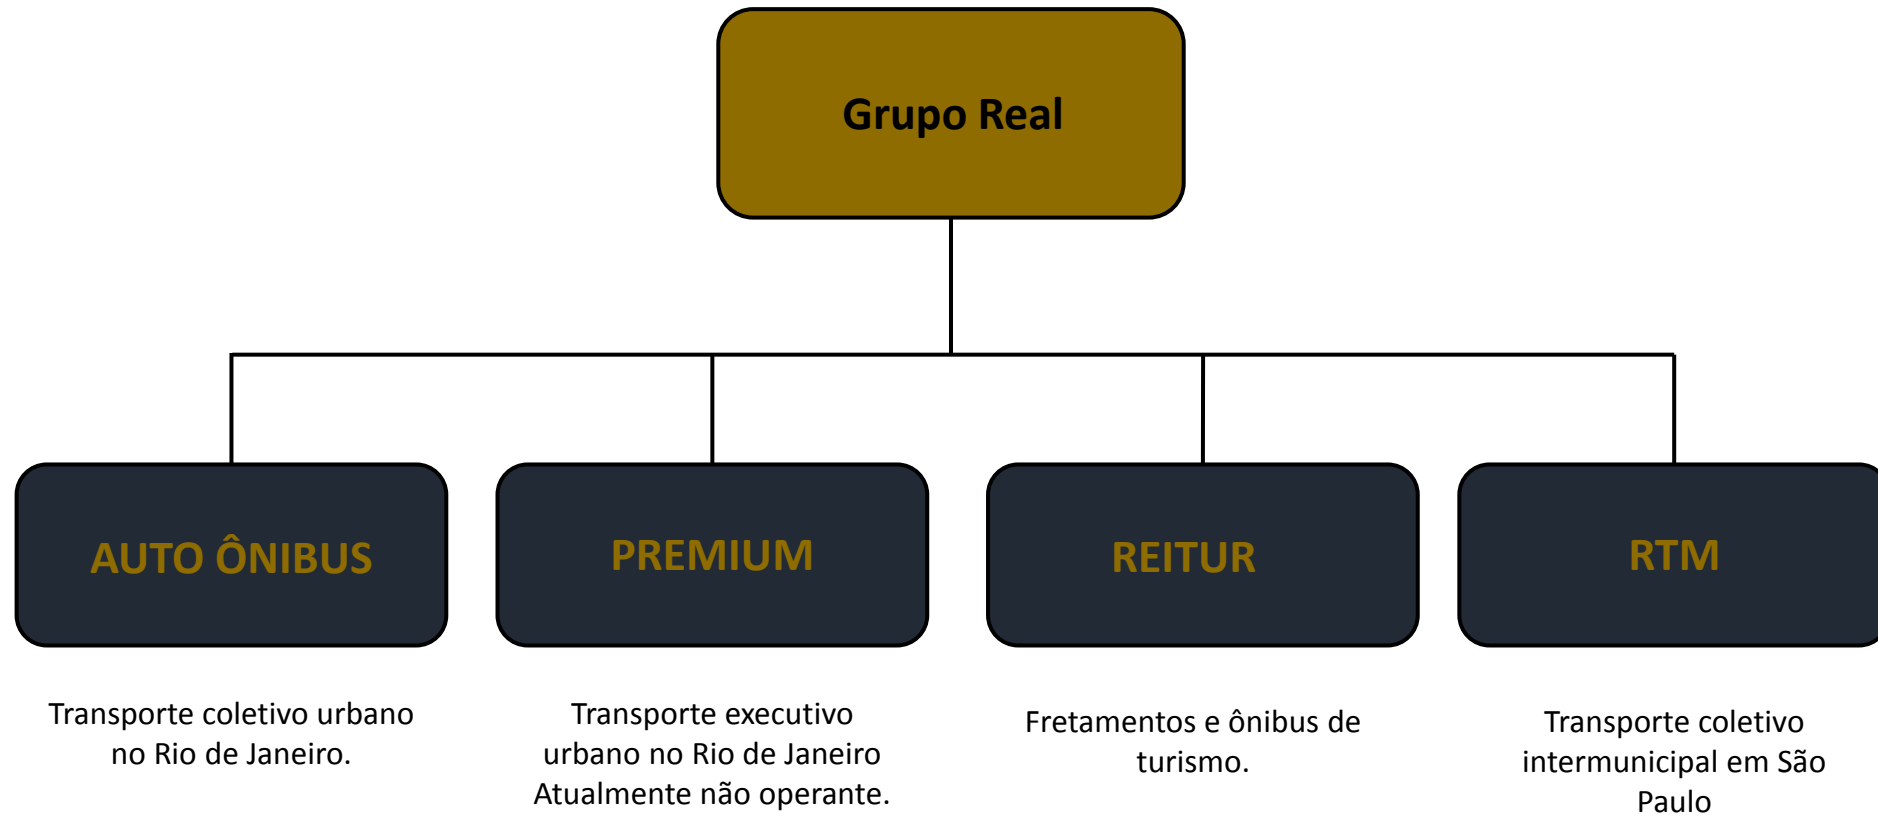 Grupo Real
AUTO ÔNIBUS
PREMIUM
REITUR
RTM
Transporte coletivo urbano
no Rio de Janeiro.
Transporte executivo
urbano no Rio de Janeiro
Atualmente não operante.
Fretamentos e ônibus de
turismo.
Transporte coletivo
intermunicipal em São
Paulo